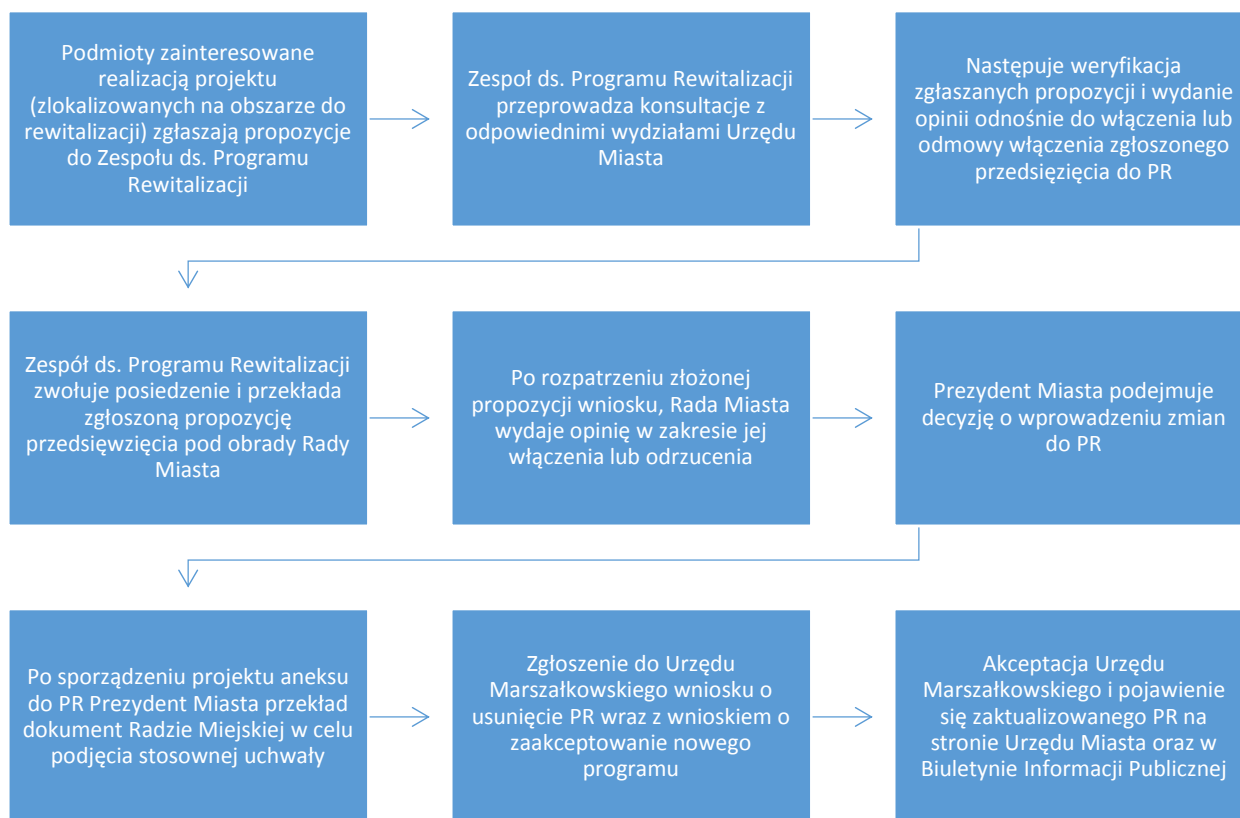 Podmioty zainteresowane
realizacją projektu
(zlokalizowanych na obszarze do
rewitalizacji) zgłaszają propozycje
do Zespołu ds. Programu
Rewitalizacji
Zespoł ds. Programu Rewitalizacji
przeprowadza konsultacje z
odpowiednimi wydziałami Urzędu
Miasta
Następuje weryfikacja
zgłaszanych propozycji i wydanie
opinii odnośnie do włączenia lub
odmowy włączenia zgłoszonego
przedsięzięcia do PR
Zespół ds. Programu Rewitalizacji
zwołuje posiedzenie i przekłada
zgłoszoną propozycję
przedsięwzięcia pod obrady Rady
Miasta
Po rozpatrzeniu złożonej
propozycji wniosku, Rada Miasta
wydaje opinię w zakresie jej
włączenia lub odrzucenia
Prezydent Miasta podejmuje
decyzję o wprowadzeniu zmian
do PR
Po sporządzeniu projektu aneksu
do PR Prezydent Miasta przekład
dokument Radzie Miejskiej w celu
podjęcia stosownej uchwały
Zgłoszenie do Urzędu
Marszałkowskiego wniosku o
usunięcie PR wraz z wnioskiem o
zaakceptowanie nowego
programu
Akceptacja Urzędu
Marszałkowskiego i pojawienie
się zaktualizowanego PR na
stronie Urzędu Miasta oraz w
Biuletynie Informacji Publicznej